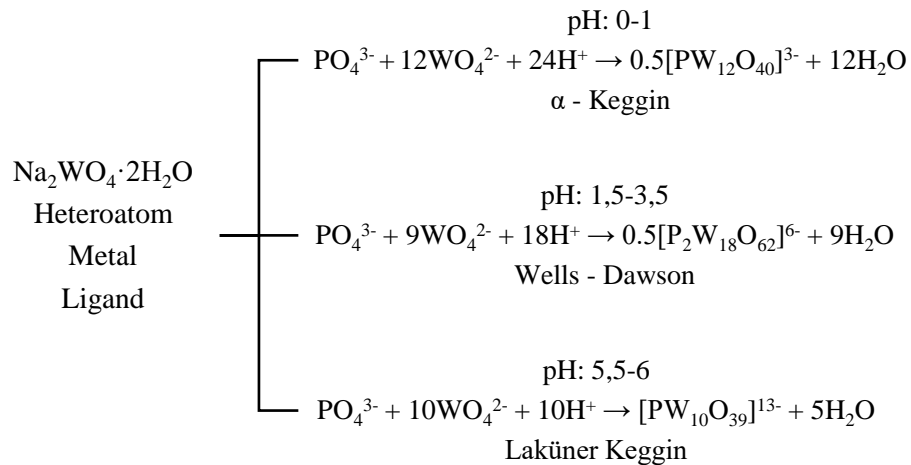 Na₂WO₄·2H₂O
Heteroatom
Metal
Ligand
pH: 0-1
PO₄³⁻ + 12WO₄²⁻ + 24H⁺ → 0.5[PW₁₂O₄₀]³⁻ + 12H₂O
α - Keggin
pH: 1,5-3,5
PO₄³⁻ + 9WO₄²⁻ + 18H⁺ → 0.5[P₂W₁₈O₆₂]⁶⁻ + 9H₂O
Wells - Dawson
pH: 5,5-6
PO₄³⁻ + 10WO₄²⁻ + 10H⁺ → [PW₁₀O₃₉]¹³⁻ + 5H₂O
Laküner Keggin